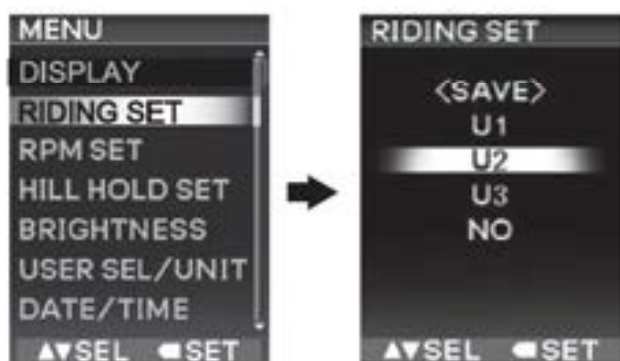 MENU
DISPLAY
RIDING SET
RPM SET
HILL HOLD SET
BRIGHTNESS
USER SEL/UNIT
DATE/TIME
▲▼SEL ◀SET
RIDING SET
<SAVE>
U1
U2
U3
NO
▲▼SEL ◀SET